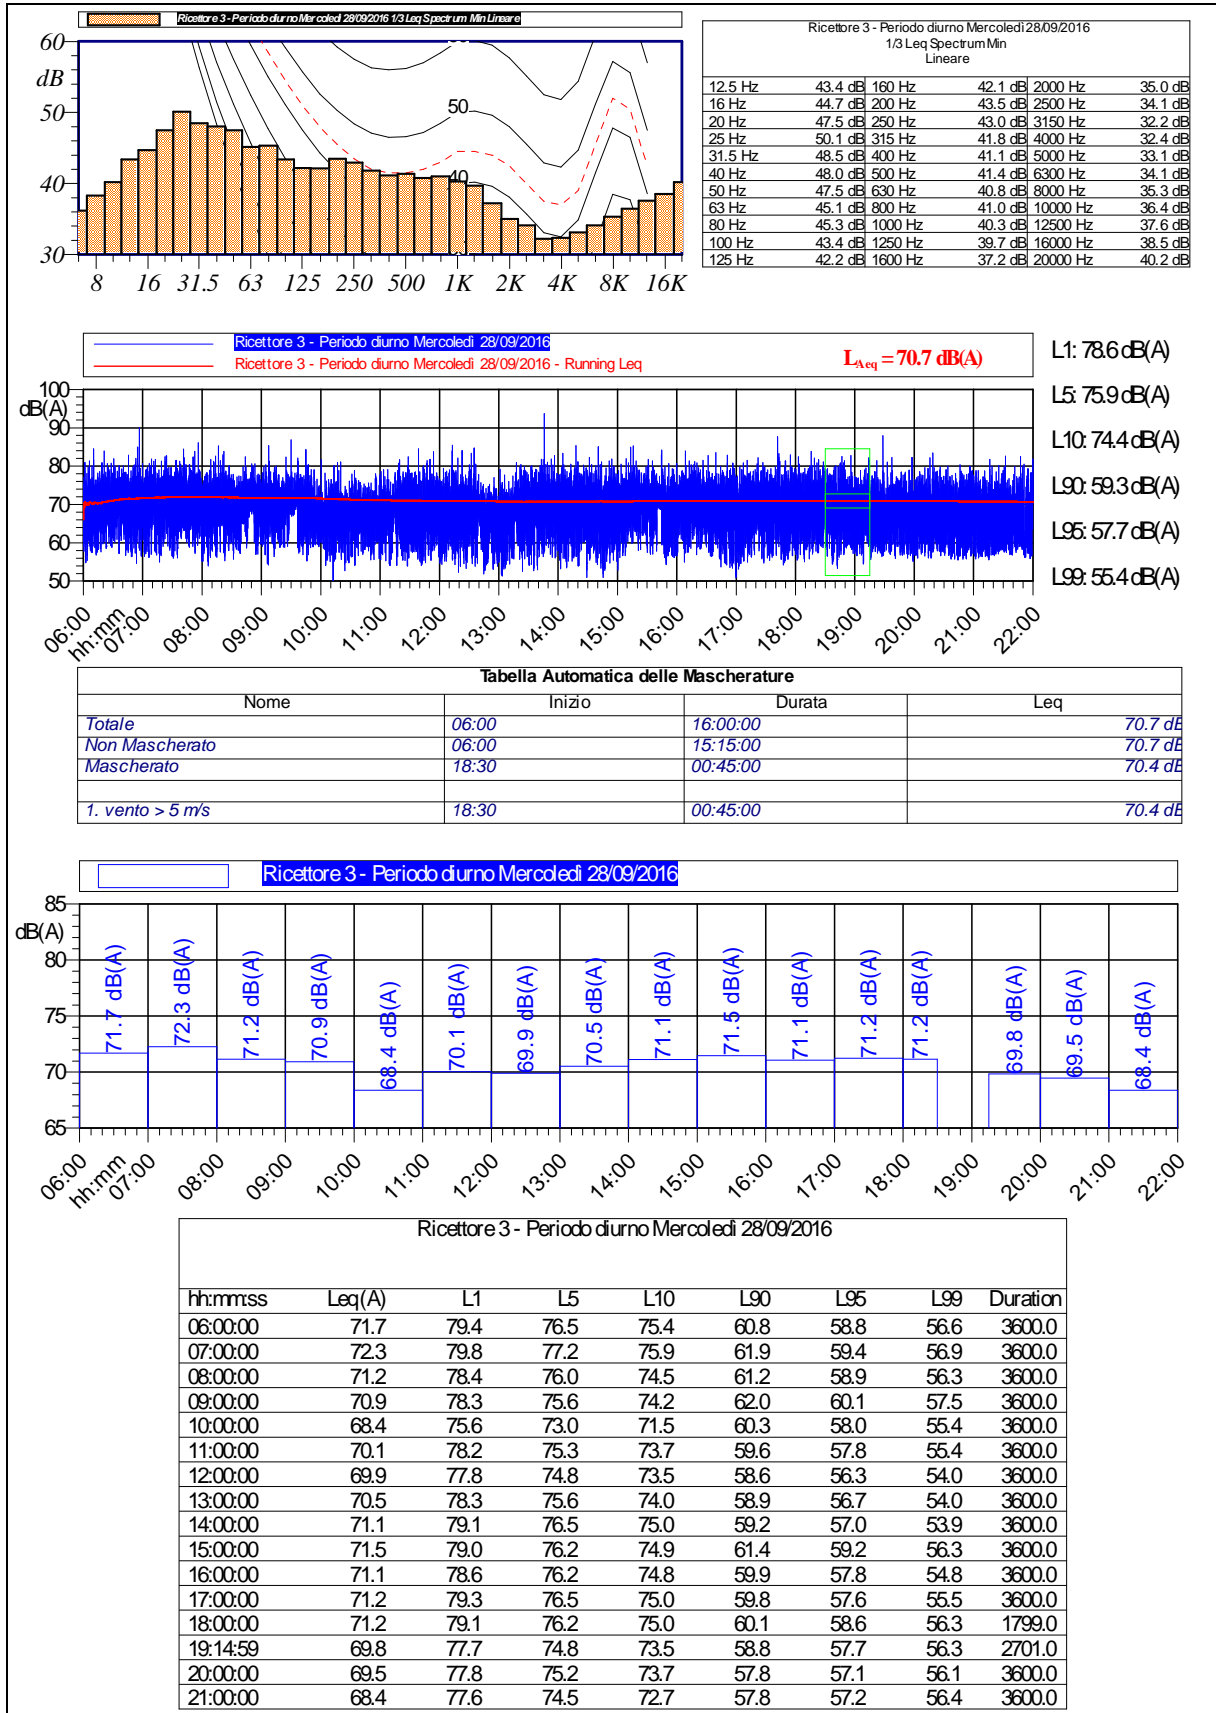 Ricettore 3 - Periodo diurno Mercoledì 28/09/2016 1/3 Leq Spectrum Min Lineare
60
dB
50
40
30
50
8 16 31.5 63 125 250 500 1K 2K 4K 8K 16K
Ricettore 3 - Periodo diurno Mercoledì 28/09/2016
1/3 Leq Spectrum Min
Lineare
12.5 Hz 43.4 dB 160 Hz 42.1 dB 2000 Hz 35.0 dB
16 Hz 44.7 dB 200 Hz 43.5 dB 2500 Hz 34.1 dB
20 Hz 47.5 dB 250 Hz 43.0 dB 3150 Hz 32.2 dB
25 Hz 50.1 dB 315 Hz 41.8 dB 4000 Hz 32.4 dB
31.5 Hz 48.5 dB 400 Hz 41.1 dB 5000 Hz 33.1 dB
40 Hz 48.0 dB 500 Hz 41.4 dB 6300 Hz 34.1 dB
50 Hz 47.5 dB 630 Hz 40.8 dB 8000 Hz 35.3 dB
63 Hz 45.1 dB 800 Hz 41.0 dB 10000 Hz 36.4 dB
80 Hz 45.3 dB 1000 Hz 40.3 dB 12500 Hz 37.6 dB
100 Hz 43.4 dB 1250 Hz 39.7 dB 16000 Hz 38.5 dB
125 Hz 42.2 dB 1600 Hz 37.2 dB 20000 Hz 40.2 dB
Ricettore 3 - Periodo diurno Mercoledì 28/09/2016
Ricettore 3 - Periodo diurno Mercoledì 28/09/2016 - Running Leq
LAeq = 70.7 dB(A)
L1: 78.6 dB(A)
L5: 75.9 dB(A)
L10: 74.4 dB(A)
L90: 59.3 dB(A)
L95: 57.7 dB(A)
L99: 55.4 dB(A)
100
dB(A)
90
80
70
60
50
06:00 07:00 08:00 09:00 10:00 11:00 12:00 13:00 14:00 15:00 16:00 17:00 18:00 19:00 20:00 21:00 22:00
hh:mm
Tabella Automatica delle Mascherature
Nome Inizio Durata Leq
Totale 06:00 16:00:00 70.7 dB
Non Mascherato 06:00 15:15:00 70.7 dB
Mascherato 18:30 00:45:00 70.4 dB
1. vento > 5 m/s 18:30 00:45:00 70.4 dB
Ricettore 3 - Periodo diurno Mercoledì 28/09/2016
85
dB(A)
80
75
70
65
71.7 dB(A)
72.3 dB(A)
71.2 dB(A)
70.9 dB(A)
68.4 dB(A)
70.1 dB(A)
69.9 dB(A)
70.5 dB(A)
71.1 dB(A)
71.5 dB(A)
71.1 dB(A)
71.2 dB(A)
71.2 dB(A)
69.8 dB(A)
69.5 dB(A)
68.4 dB(A)
06:00 07:00 08:00 09:00 10:00 11:00 12:00 13:00 14:00 15:00 16:00 17:00 18:00 19:00 20:00 21:00 22:00
hh:mm
Ricettore 3 - Periodo diurno Mercoledì 28/09/2016
hh:mm:ss Leq(A) L1 L5 L10 L90 L95 L99 Duration
06:00:00 71.7 79.4 76.5 75.4 60.8 58.8 56.6 3600.0
07:00:00 72.3 79.8 77.2 75.9 61.9 59.4 56.9 3600.0
08:00:00 71.2 78.4 76.0 74.5 61.2 58.9 56.3 3600.0
09:00:00 70.9 78.3 75.6 74.2 62.0 60.1 57.5 3600.0
10:00:00 68.4 75.6 73.0 71.5 60.3 58.0 55.4 3600.0
11:00:00 70.1 78.2 75.3 73.7 59.6 57.8 55.4 3600.0
12:00:00 69.9 77.8 74.8 73.5 58.6 56.3 54.0 3600.0
13:00:00 70.5 78.3 75.6 74.0 58.9 56.7 54.0 3600.0
14:00:00 71.1 79.1 76.5 75.0 59.2 57.0 53.9 3600.0
15:00:00 71.5 79.0 76.2 74.9 61.4 59.2 56.3 3600.0
16:00:00 71.1 78.6 76.2 74.8 59.9 57.8 54.8 3600.0
17:00:00 71.2 79.3 76.5 75.0 59.8 57.6 55.5 3600.0
18:00:00 71.2 79.1 76.2 75.0 60.1 58.6 56.3 1799.0
19:14:59 69.8 77.7 74.8 73.5 58.8 57.7 56.3 2701.0
20:00:00 69.5 77.8 75.2 73.7 57.8 57.1 56.1 3600.0
21:00:00 68.4 77.6 74.5 72.7 57.8 57.2 56.4 3600.0